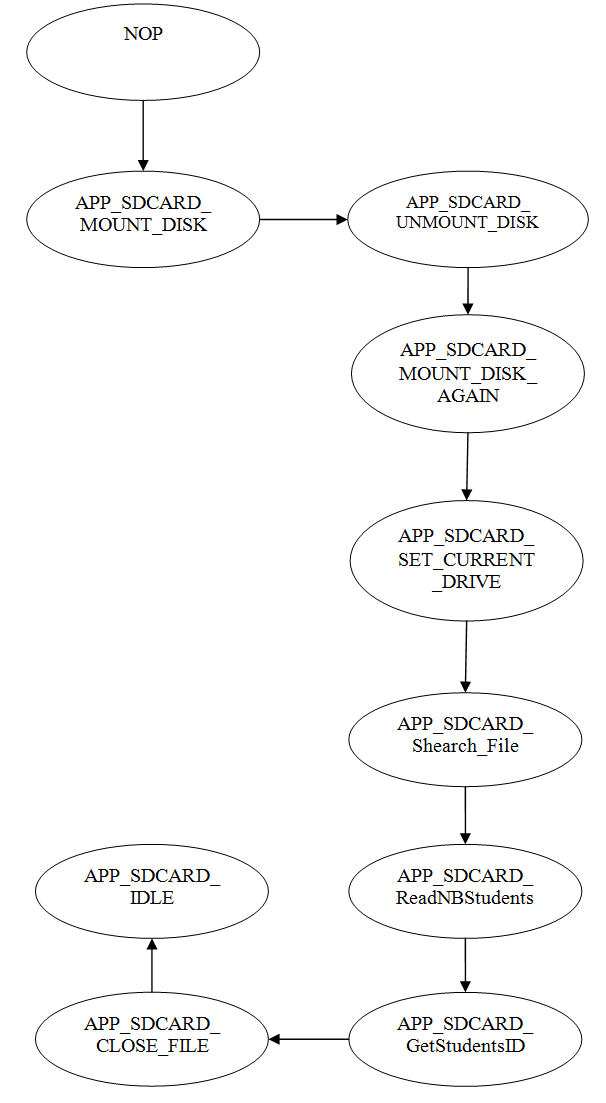 NOP
APP_SDCARD_
MOUNT_DISK
APP_SDCARD_
UNMOUNT_DISK
APP_SDCARD_
MOUNT_DISK_
AGAIN
APP_SDCARD_
SET_CURRENT
_DRIVE
APP_SDCARD_
Shearch_File
APP_SDCARD_
ReadNBStudents
APP_SDCARD_
GetStudentsID
APP_SDCARD_
CLOSE_FILE
APP_SDCARD_
IDLE